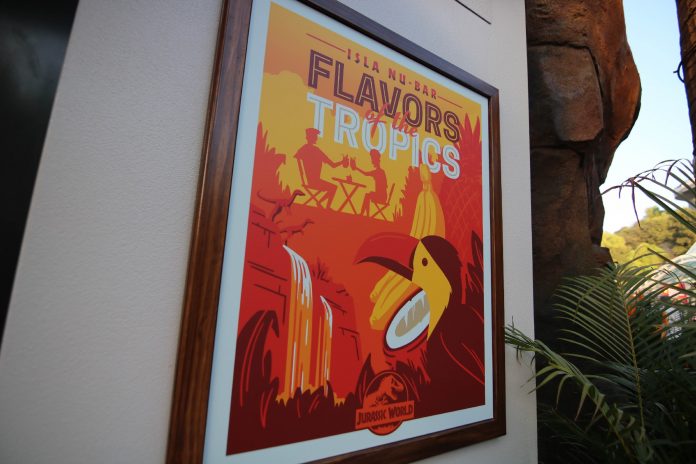 ISLA NU-BAR
FLAVORS
of the
TROPICS
JURASSIC WORLD